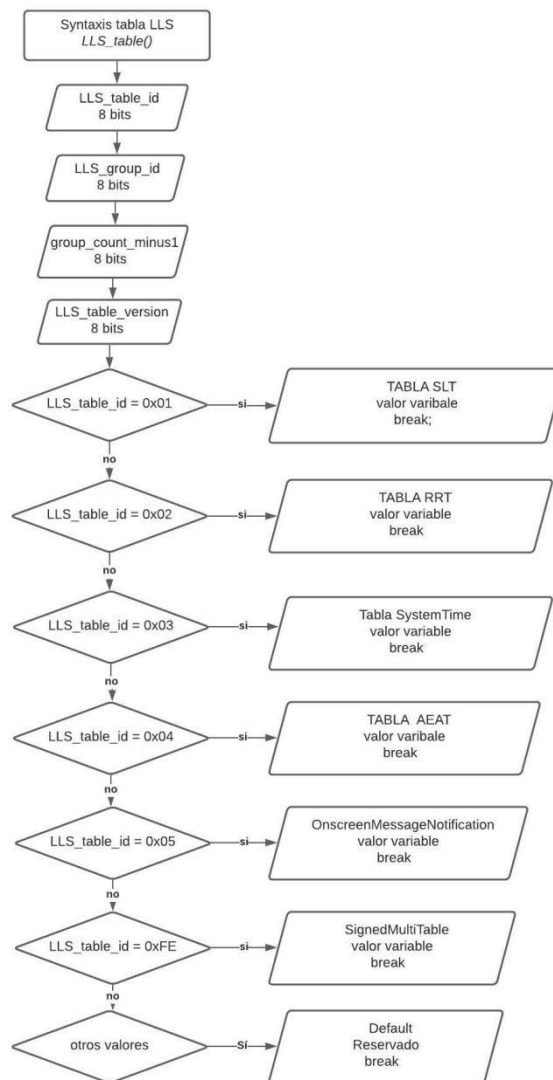 Syntaxis tabla LLS
LLS_table()
LLS_table_id
8 bits
LLS_group_id
8 bits
group_count_minus1
8 bits
LLS_table_version
8 bits
LLS_table_id = 0x01
si
TABLA SLT
valor varibale
break;
no
LLS_table_id = 0x02
si
TABLA RRT
valor variable
break
no
LLS_table_id = 0x03
si
Tabla SystemTime
valor variable
break
no
LLS_table_id = 0x04
si
TABLA AEAT
valor varibale
break
no
LLS_table_id = 0x05
si
OnscreenMessageNotification
valor variable
break
no
LLS_table_id = 0xFE
si
SignedMultiTable
valor variable
break
no
otros valores
Sí
Default
Reservado
break